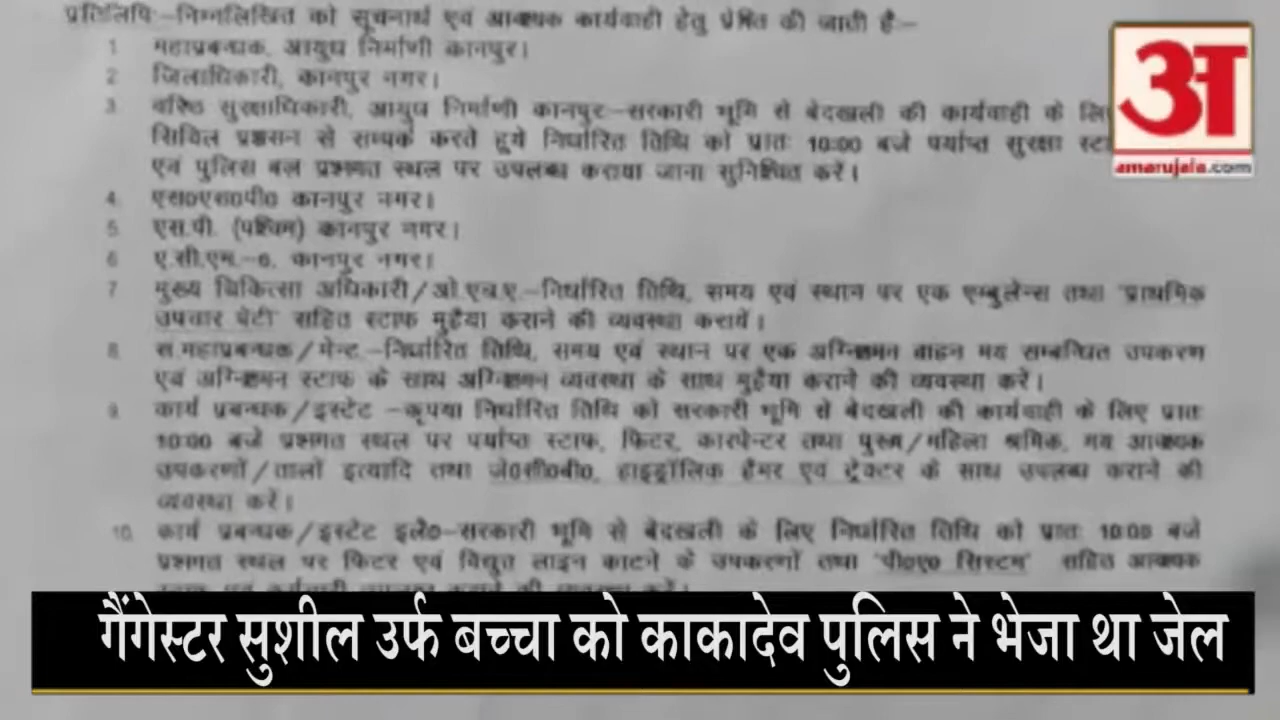 प्रतिलिपि:-निम्नलिखित को सूचनार्थ एवं आवश्यक कार्यवाही हेतु प्रेषित की जाती है:-
1. महाप्रबन्धक, आयुध निर्माणी कानपुर।
2. जिलाधिकारी, कानपुर नगर।
3. वरिष्ठ सुरक्षाधिकारी, आयुध निर्माणी कानपुर-सरकारी भूमि से बेदखली की कार्यवाही के
सिविल प्रशासन से सम्पर्क करते हुये निर्धारित तिथि को प्रातः 10:00 बजे पर्याप्त सुरक्षा
एवं पुलिस बल प्रश्नगत स्थल पर उपलब्ध कराया जाना सुनिश्चित करें।
4. एस0एस0पी0 कानपुर नगर।
5. एस.पी. (पश्चिम) कानपुर नगर।
6. ए.सी.एम.-6, कानपुर नगर।
7. मुख्य चिकित्सा अधिकारी/ओ.एच.ए.-निर्धारित तिथि, समय एवं स्थान पर एक एम्बुलेन्स तथा 'प्राथमिक
उपचार पेटी' सहित स्टाफ मुहैया कराने की व्यवस्था करायें।
8. स.महाप्रबन्धक/मेन्ट.-निर्धारित तिथि, समय एवं स्थान पर एक अग्निशमन वाहन मय सम्बन्धित उपकरण
एवं अग्निशमन स्टाफ के साथ अग्निशमन व्यवस्था के साथ मुहैया कराने की व्यवस्था करें।
9. कार्य प्रबन्धक/इस्टेट -कृपया निर्धारित तिथि को सरकारी भूमि से बेदखली की कार्यवाही के लिए प्रातः
10:00 बजे प्रश्नगत स्थल पर पर्याप्त स्टाफ, फिटर, कारपेन्टर तथा पुरूष/महिला श्रमिक, मय आवश्यक
उपकरणों/तालों इत्यादि तथा जे0सी0बी0, हाइड्रॉलिक हैमर एवं ट्रेक्टर के साथ उपलब्ध कराने की
व्यवस्था करें।
10. कार्य प्रबन्धक/इस्टेट इले0-सरकारी भूमि से बेदखली के लिए निर्धारित तिथि को प्रातः 10:00 बजे
प्रश्नगत स्थल पर फिटर एवं विद्युत लाइन काटने के उपकरणों तथा 'पी0ए0 सिस्टम' सहित आवश्यक
अ
amarujala.com
गैंगेस्टर सुशील उर्फ बच्चा को काकादेव पुलिस ने भेजा था जेल